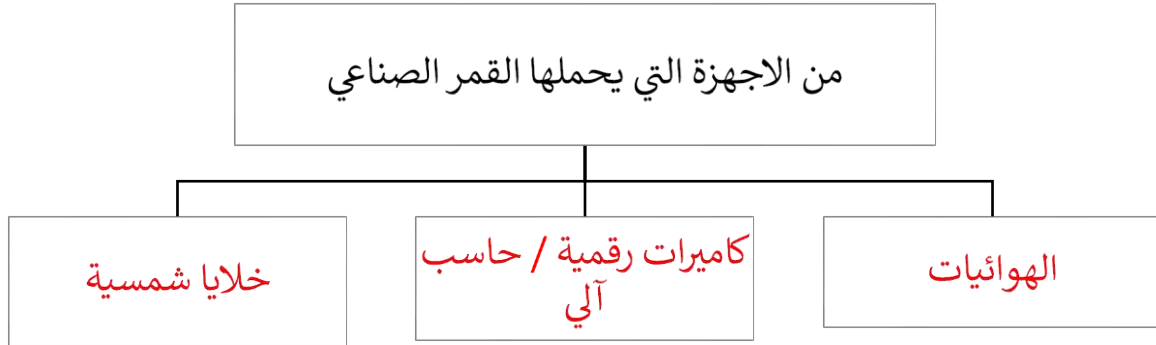 من الاجهزة التي يحملها القمر الصناعي
الهوائيات
كاميرات رقمية / حاسب
آلي
خلايا شمسية